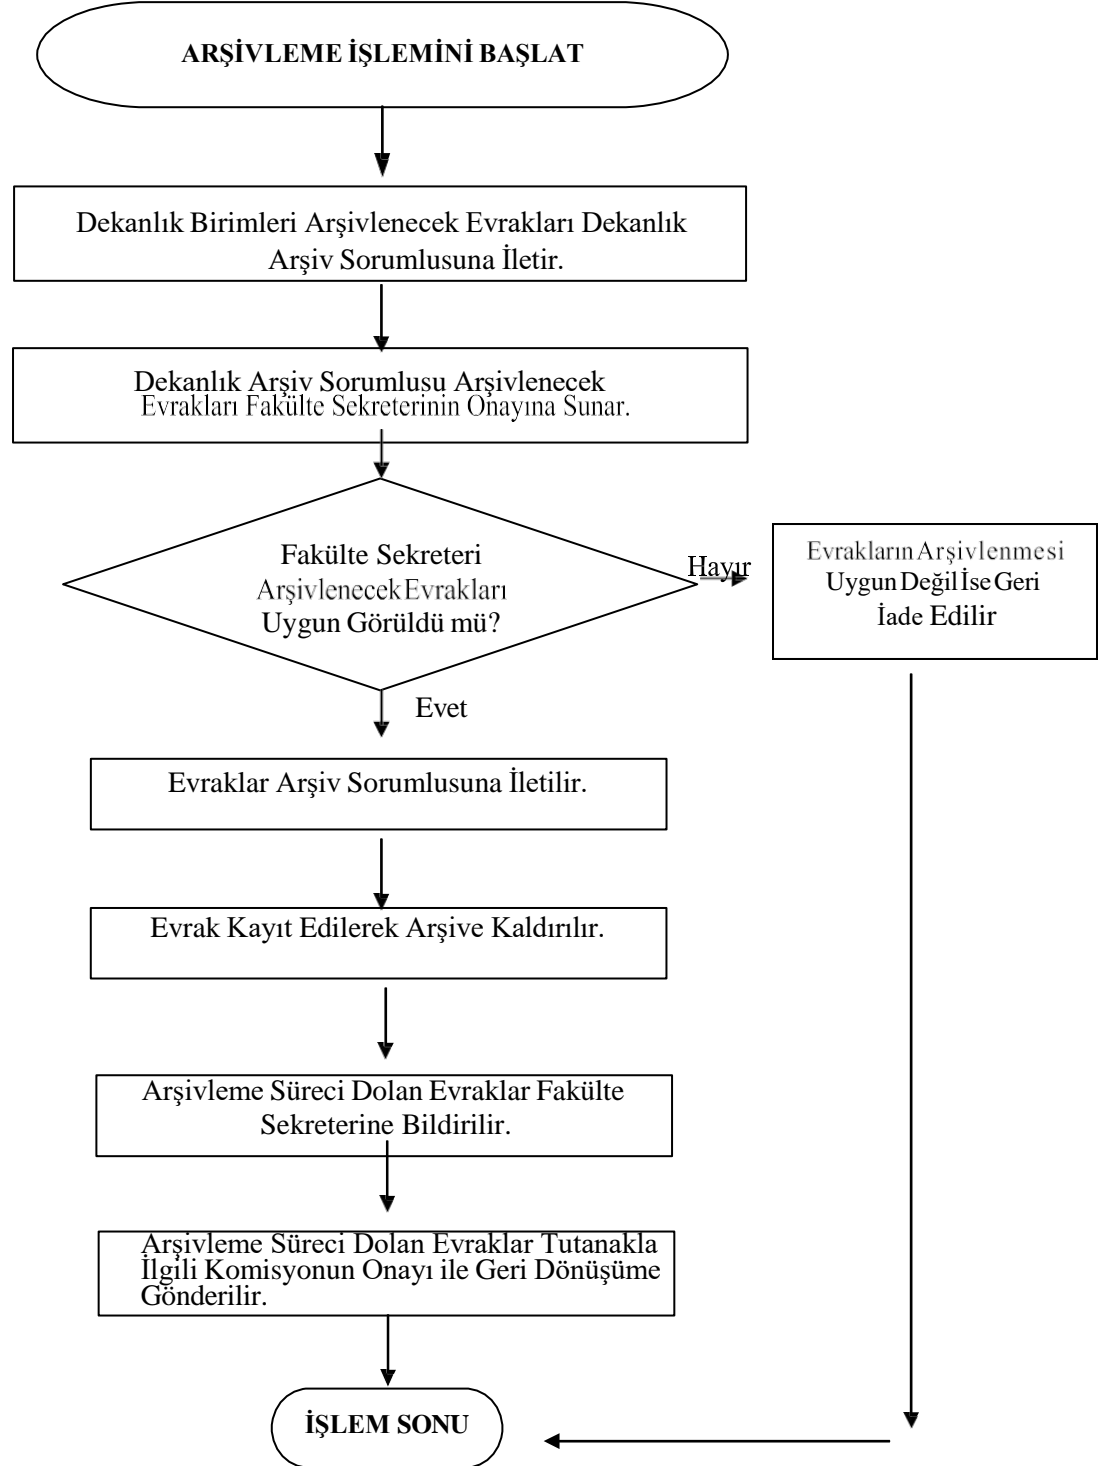 ARŞİVLEME İŞLEMİNİ BAŞLAT
Dekanlık Birimleri Arşivlenecek Evrakları Dekanlık
Arşiv Sorumlusuna İletir.
Dekanlık Arşiv Sorumlusu Arşivlenecek
Evrakları Fakülte Sekreterinin Onayına Sunar.
Fakülte Sekreteri
Arşivlenecek Evrakları
Uygun Görüldü mü?
Hayır
Evrakların Arşivlenmesi
Uygun Değil İse Geri
İade Edilir
Evet
Evraklar Arşiv Sorumlusuna İletilir.
Evrak Kayıt Edilerek Arşive Kaldırılır.
Arşivleme Süreci Dolan Evraklar Fakülte
Sekreterine Bildirilir.
Arşivleme Süreci Dolan Evraklar Tutanakla
İlgili Komisyonun Onayı ile Geri Dönüşüme
Gönderilir.
İŞLEM SONU